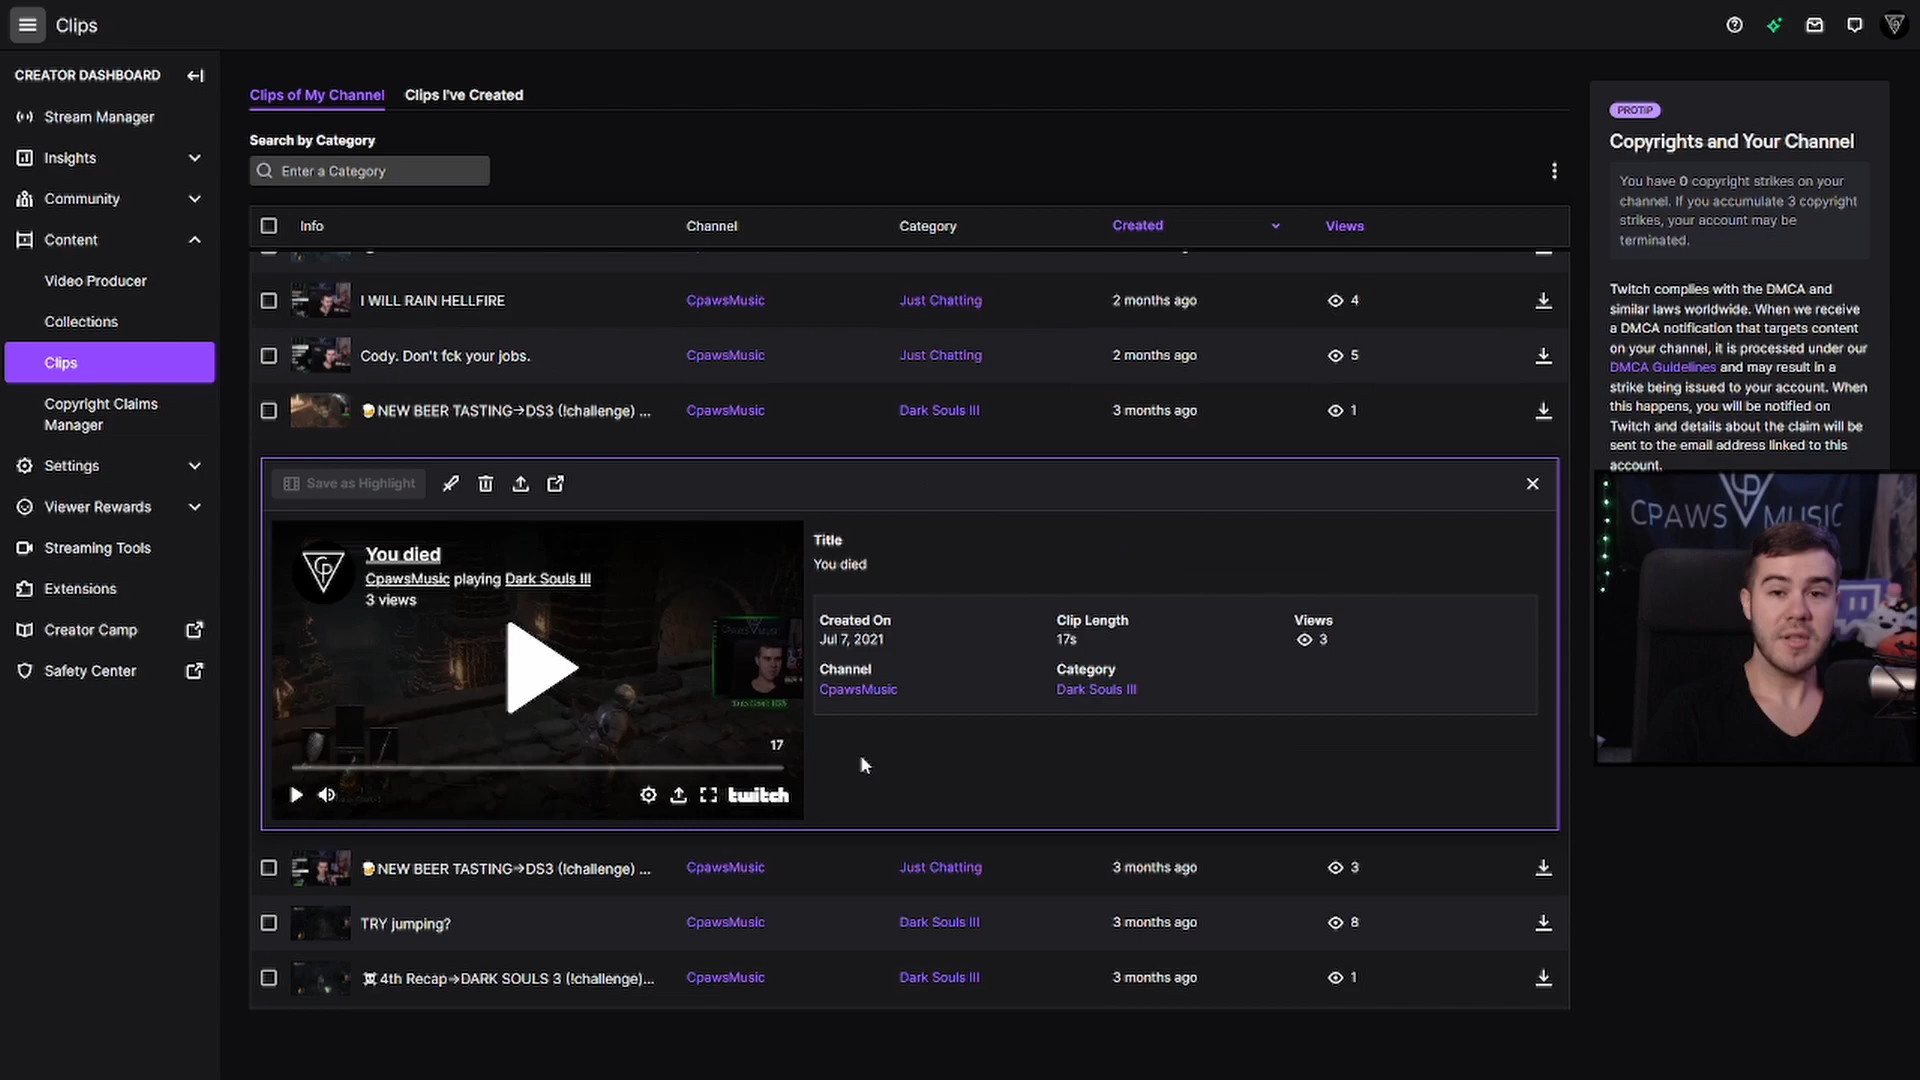 Clips
CREATOR DASHBOARD
Stream Manager
Insights
Community
Content
Video Producer
Collections
Clips
Copyright Claims
Manager
Settings
Viewer Rewards
Streaming Tools
Extensions
Creator Camp
Safety Center
Clips of My Channel
Clips I've Created
Search by Category
Enter a Category
Info
Channel
Category
Created
Views
I WILL RAIN HELLFIRE
CpawsMusic
Just Chatting
2 months ago
4
Cody. Don't fck your jobs.
CpawsMusic
Just Chatting
2 months ago
5
🍺NEW BEER TASTING→DS3 (!challenge) ...
CpawsMusic
Dark Souls III
3 months ago
1
Save as Highlight
You died
CpawsMusic playing Dark Souls III
3 views
CP
17
twitch
Title
You died
Created On
Jul 7, 2021
Clip Length
17s
Views
3
Channel
CpawsMusic
Category
Dark Souls III
🍺NEW BEER TASTING→DS3 (!challenge) ...
CpawsMusic
Just Chatting
3 months ago
3
TRY jumping?
CpawsMusic
Dark Souls III
3 months ago
8
☠4th Recap→DARK SOULS 3 (!challenge)...
CpawsMusic
Dark Souls III
3 months ago
1
PROTIP
Copyrights and Your Channel
You have 0 copyright strikes on your
channel. If you accumulate 3 copyright
strikes, your account may be
terminated.
Twitch complies with the DMCA and
similar laws worldwide. When we receive
a DMCA notification that targets content
on your channel, it is processed under our
DMCA Guidelines and may result in a
strike being issued to your account. When
this happens, you will be notified on
Twitch and details about the claim will be
sent to the email address linked to this
account.
CPAWS MUSIC